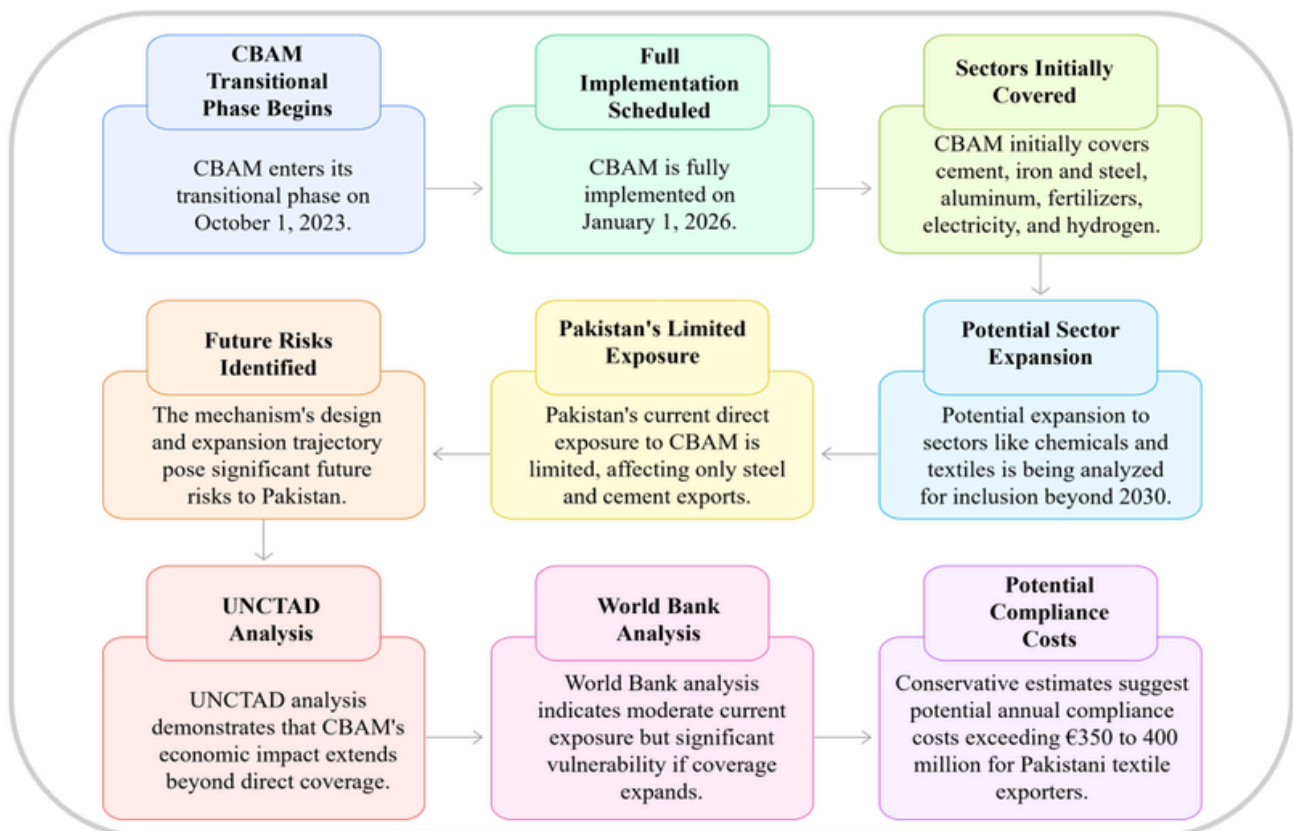 CBAM
Transitional
Phase Begins
CBAM enters its
transitional phase on
October 1, 2023.
Full
Implementation
Scheduled
CBAM is fully
implemented on
January 1, 2026.
Sectors Initially
Covered
CBAM initially covers
cement, iron and steel,
aluminum, fertilizers,
electricity, and hydrogen.
Potential Sector
Expansion
Potential expansion to
sectors like chemicals and
textiles is being analyzed
for inclusion beyond 2030.
Pakistan's Limited
Exposure
Pakistan's current direct
exposure to CBAM is
limited, affecting only steel
and cement exports.
Future Risks
Identified
The mechanism's design
and expansion trajectory
pose significant future
risks to Pakistan.
UNCTAD
Analysis
UNCTAD analysis
demonstrates that CBAM's
economic impact extends
beyond direct coverage.
World Bank
Analysis
World Bank analysis
indicates moderate current
exposure but significant
vulnerability if coverage
expands.
Potential
Compliance
Costs
Conservative estimates suggest
potential annual compliance
costs exceeding €350 to 400
million for Pakistani textile
exporters.